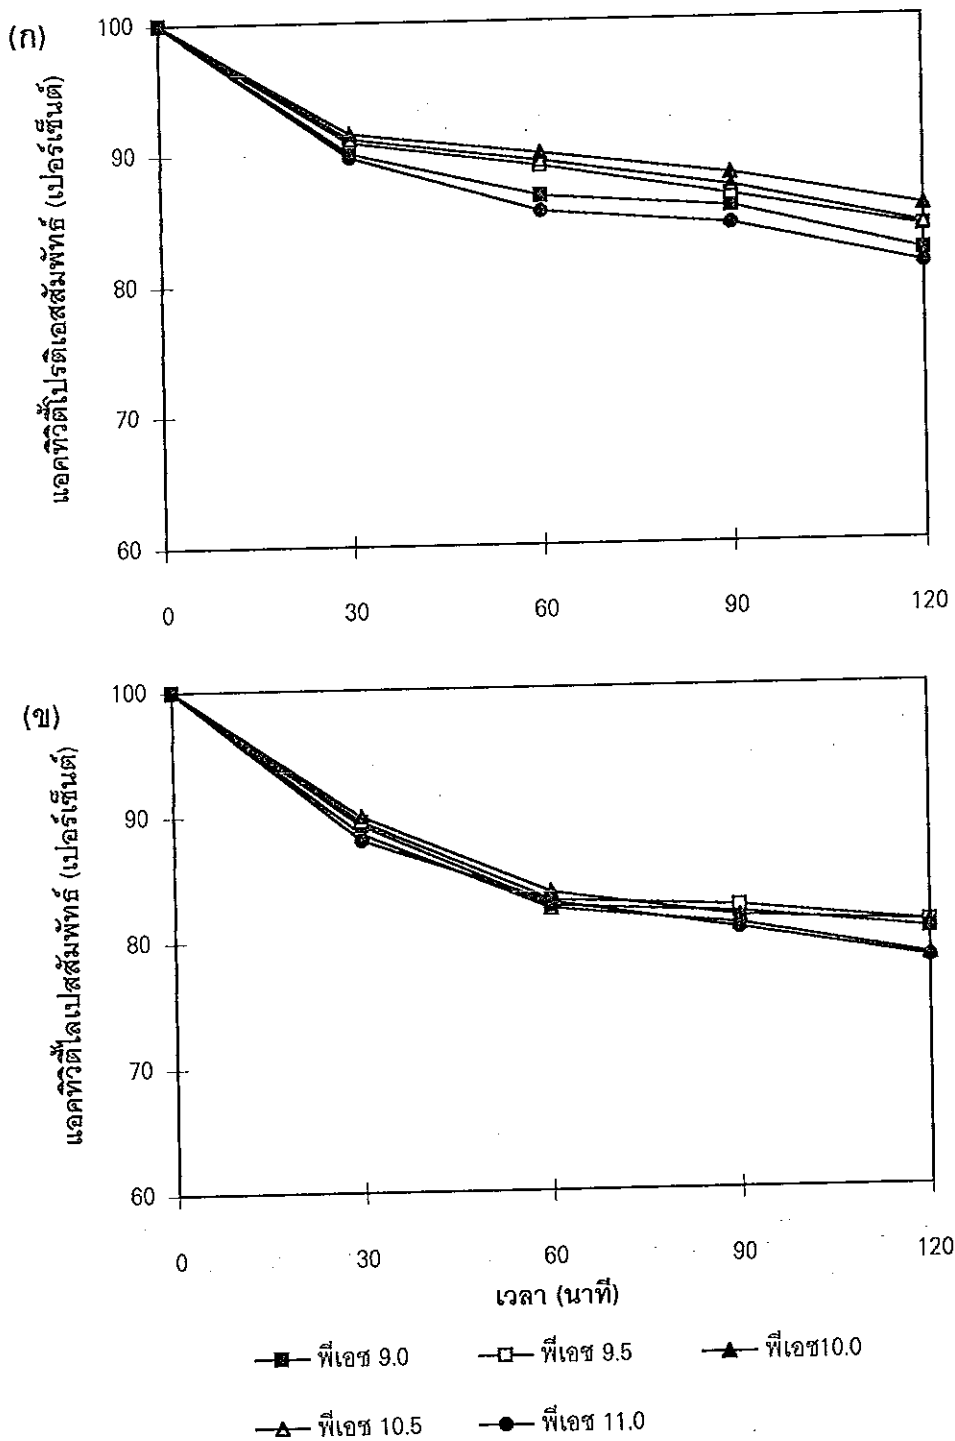 (ก)
แอคทิวิตี้โปรติเอสสัมพัทธ์ (เปอร์เซ็นต์)
100
90
80
70
60
0 30 60 90 120
(ข)
แอคทิวิตี้ไลเปสสัมพัทธ์ (เปอร์เซ็นต์)
100
90
80
70
60
0 30 60 90 120
เวลา (นาที)
พีเอช 9.0 พีเอช 9.5 พีเอช10.0
พีเอช 10.5 พีเอช 11.0